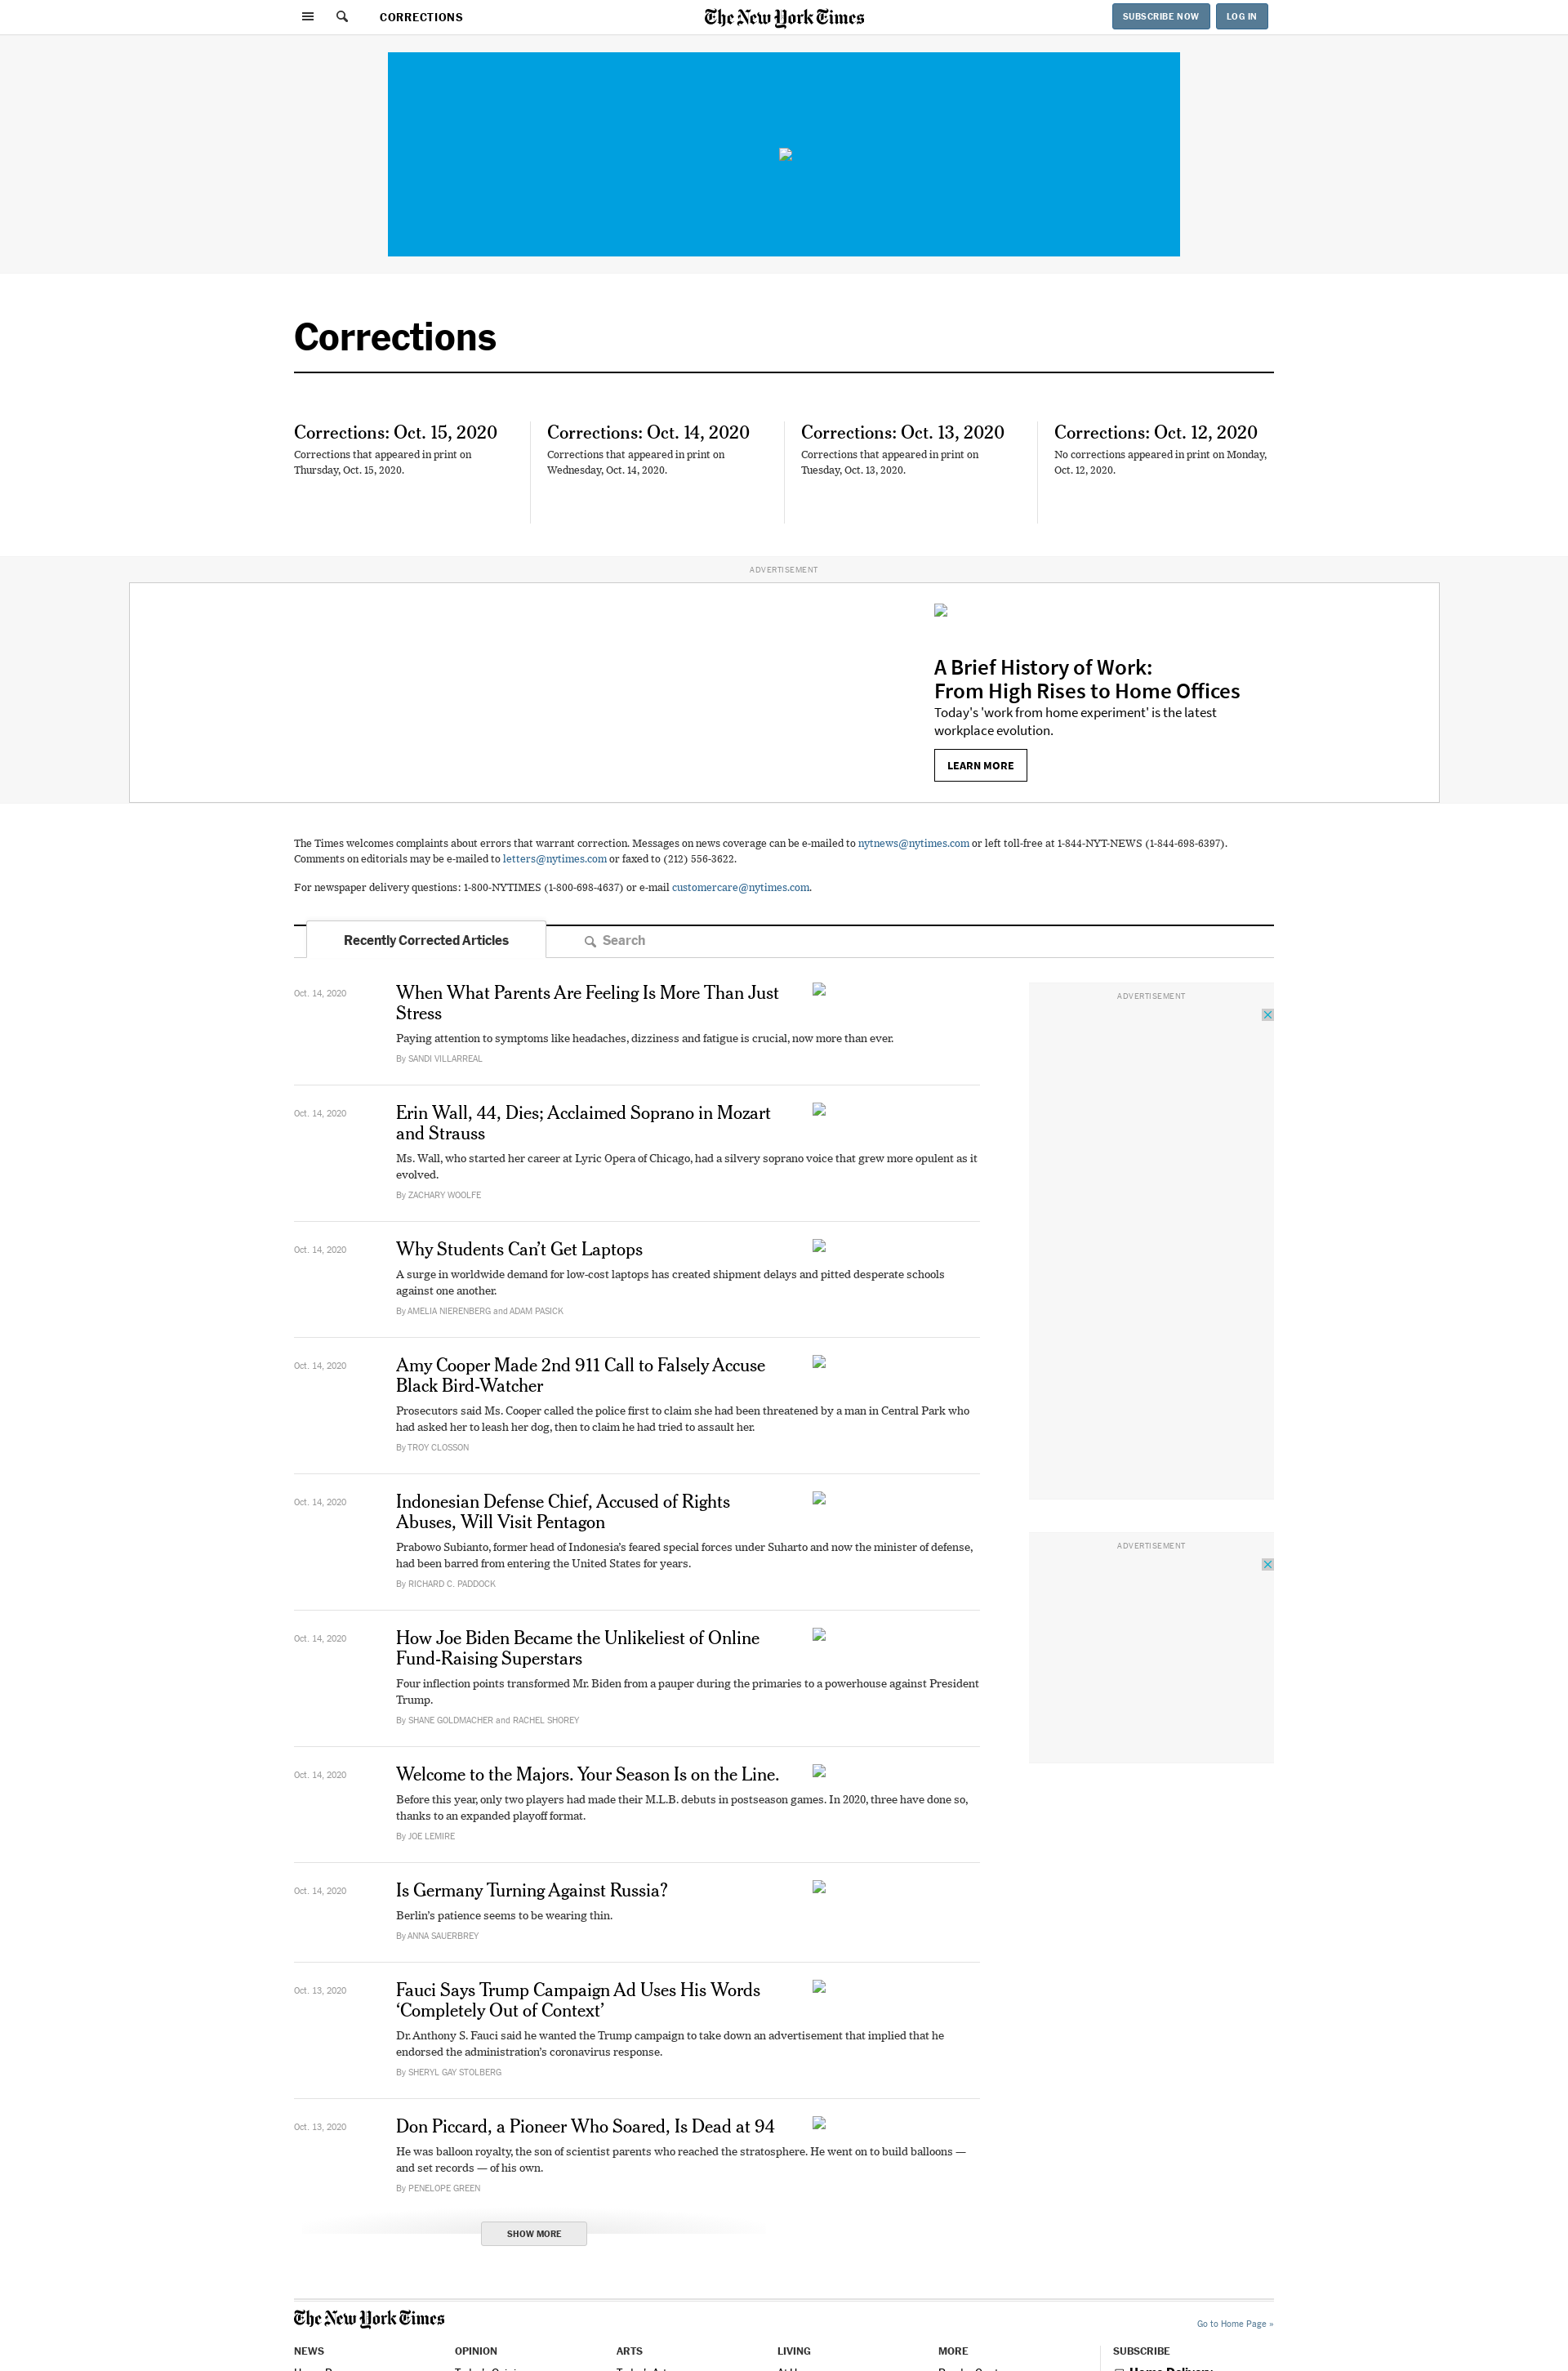 CORRECTIONS
The New York Times
SUBSCRIBE NOW
LOG IN
Corrections
Corrections: Oct. 15, 2020
Corrections that appeared in print on
Thursday, Oct. 15, 2020.
Corrections: Oct. 14, 2020
Corrections that appeared in print on
Wednesday, Oct. 14, 2020.
Corrections: Oct. 13, 2020
Corrections that appeared in print on
Tuesday, Oct. 13, 2020.
Corrections: Oct. 12, 2020
No corrections appeared in print on Monday,
Oct. 12, 2020.
ADVERTISEMENT
A Brief History of Work:
From High Rises to Home Offices
Today's 'work from home experiment' is the latest
workplace evolution.
LEARN MORE
The Times welcomes complaints about errors that warrant correction. Messages on news coverage can be e-mailed to nytnews@nytimes.com or left toll-free at 1-844-NYT-NEWS (1-844-698-6397).
Comments on editorials may be e-mailed to letters@nytimes.com or faxed to (212) 556-3622.
For newspaper delivery questions: 1-800-NYTIMES (1-800-698-4637) or e-mail customercare@nytimes.com.
Recently Corrected Articles
Search
Oct. 14, 2020
When What Parents Are Feeling Is More Than Just
Stress
Paying attention to symptoms like headaches, dizziness and fatigue is crucial, now more than ever.
By SANDI VILLARREAL
ADVERTISEMENT
Oct. 14, 2020
Erin Wall, 44, Dies; Acclaimed Soprano in Mozart
and Strauss
Ms. Wall, who started her career at Lyric Opera of Chicago, had a silvery soprano voice that grew more opulent as it
evolved.
By ZACHARY WOOLFE
Oct. 14, 2020
Why Students Can’t Get Laptops
A surge in worldwide demand for low-cost laptops has created shipment delays and pitted desperate schools
against one another.
By AMELIA NIERENBERG and ADAM PASICK
Oct. 14, 2020
Amy Cooper Made 2nd 911 Call to Falsely Accuse
Black Bird-Watcher
Prosecutors said Ms. Cooper called the police first to claim she had been threatened by a man in Central Park who
had asked her to leash her dog, then to claim he had tried to assault her.
By TROY CLOSSON
Oct. 14, 2020
Indonesian Defense Chief, Accused of Rights
Abuses, Will Visit Pentagon
Prabowo Subianto, former head of Indonesia’s feared special forces under Suharto and now the minister of defense,
had been barred from entering the United States for years.
By RICHARD C. PADDOCK
ADVERTISEMENT
Oct. 14, 2020
How Joe Biden Became the Unlikeliest of Online
Fund-Raising Superstars
Four inflection points transformed Mr. Biden from a pauper during the primaries to a powerhouse against President
Trump.
By SHANE GOLDMACHER and RACHEL SHOREY
Oct. 14, 2020
Welcome to the Majors. Your Season Is on the Line.
Before this year, only two players had made their M.L.B. debuts in postseason games. In 2020, three have done so,
thanks to an expanded playoff format.
By JOE LEMIRE
Oct. 14, 2020
Is Germany Turning Against Russia?
Berlin’s patience seems to be wearing thin.
By ANNA SAUERBREY
Oct. 13, 2020
Fauci Says Trump Campaign Ad Uses His Words
‘Completely Out of Context’
Dr. Anthony S. Fauci said he wanted the Trump campaign to take down an advertisement that implied that he
endorsed the administration’s coronavirus response.
By SHERYL GAY STOLBERG
Oct. 13, 2020
Don Piccard, a Pioneer Who Soared, Is Dead at 94
He was balloon royalty, the son of scientist parents who reached the stratosphere. He went on to build balloons —
and set records — of his own.
By PENELOPE GREEN
SHOW MORE
The New York Times
Go to Home Page »
NEWS
OPINION
ARTS
LIVING
MORE
SUBSCRIBE